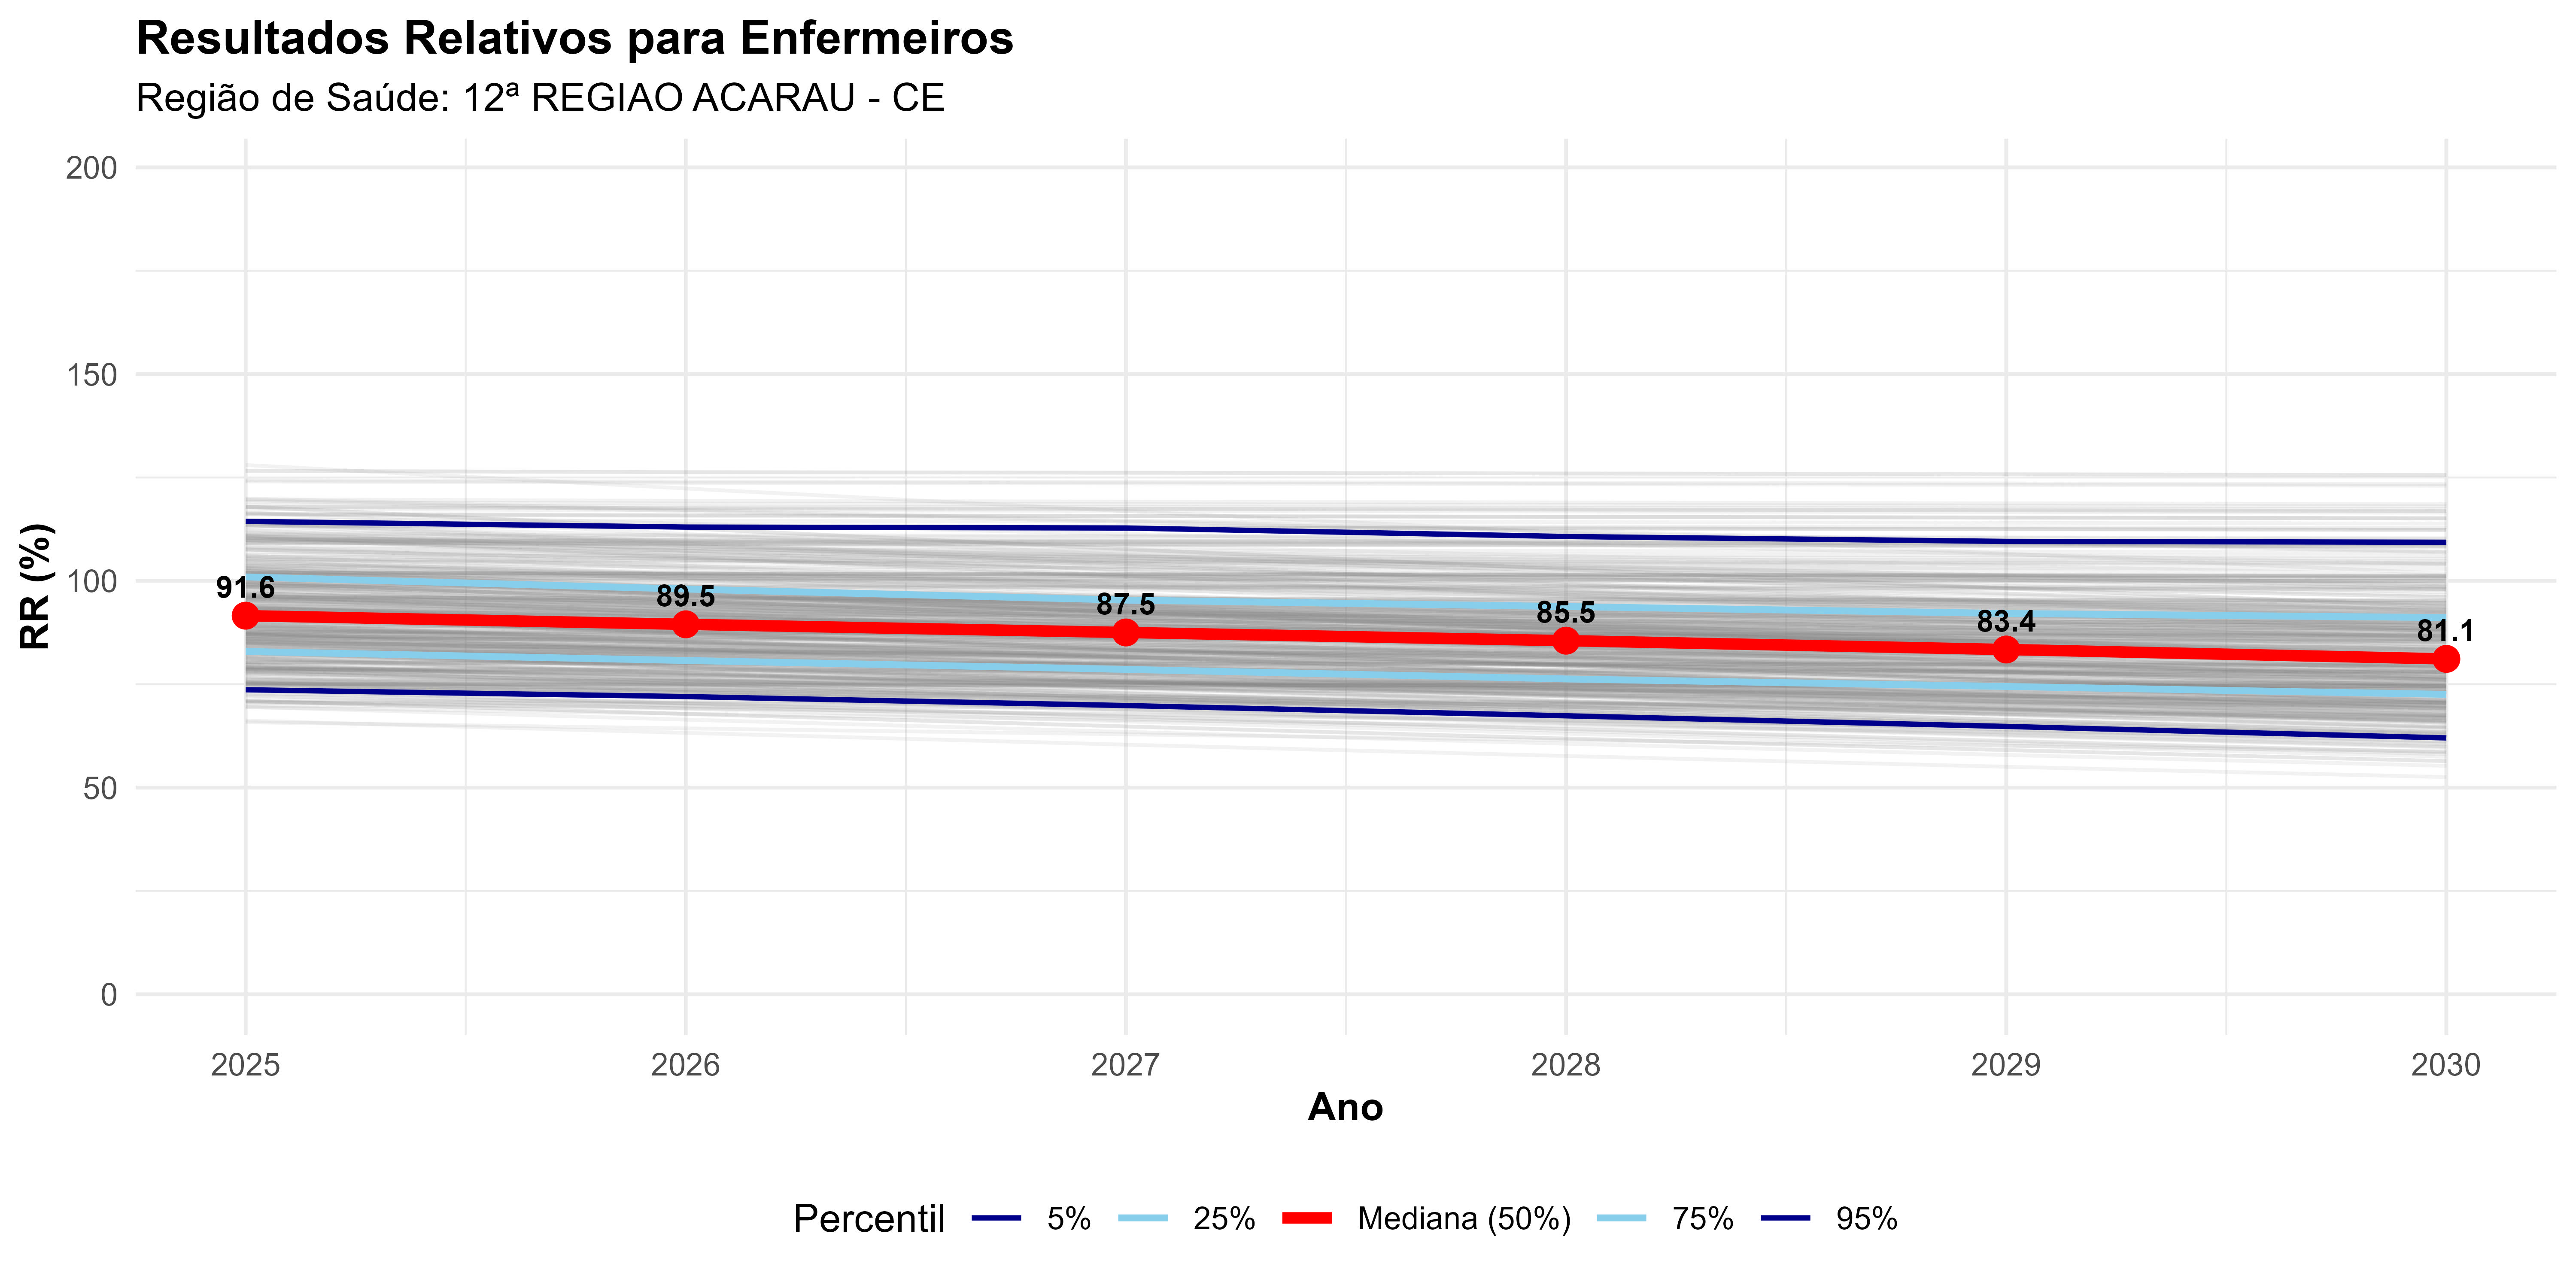 Resultados Relativos para Enfermeiros
Região de Saúde: 12ª REGIAO ACARAU - CE
RR (%)
200
150
100
50
0
91.6
89.5
87.5
85.5
83.4
81.1
2025 2026 2027 2028 2029 2030
Ano
Percentil 5% 25% Mediana (50%) 75% 95%